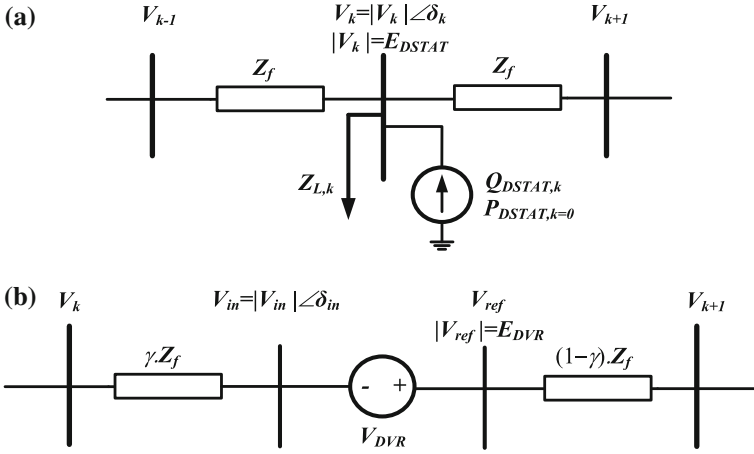 (a)
V_{k-1}
V_k=|V_k|∠δ_k
|V_k|=E_{DSTAT}
V_{k+1}
Z_f
Z_f
Z_{L,k}
Q_{DSTAT,k}
P_{DSTAT,k=0}
(b)
V_k
V_{in}=|V_{in}|∠δ_{in}
V_{ref}
|V_{ref}|=E_{DVR}
V_{k+1}
γ.Z_f
(1-γ).Z_f
- +
V_{DVR}